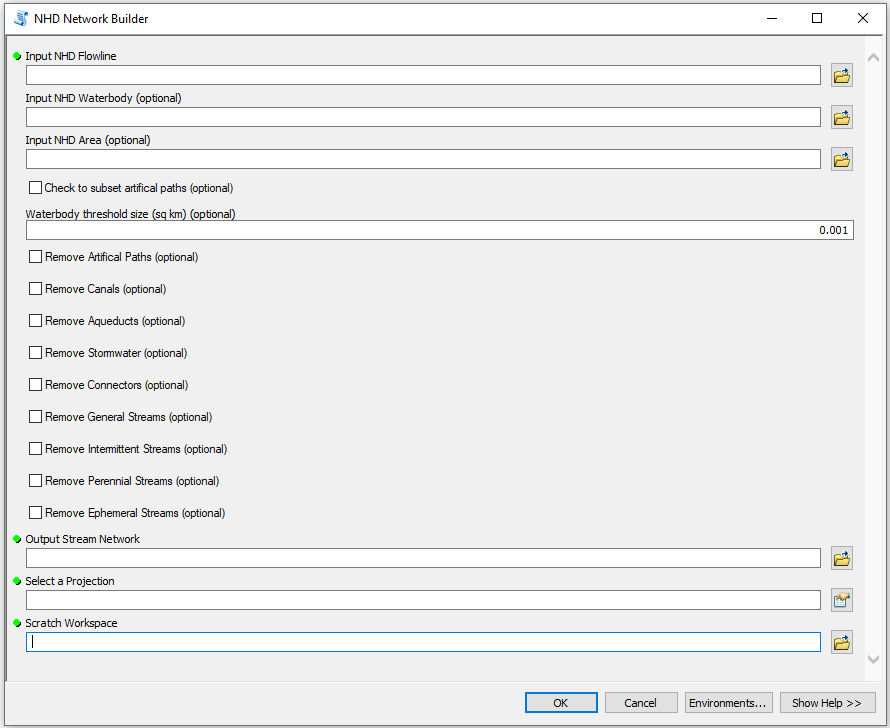 NHD Network Builder
Input NHD Flowline
Input NHD Waterbody (optional)
Input NHD Area (optional)
Check to subset artifical paths (optional)
Waterbody threshold size (sq km) (optional)
0.001
Remove Artifical Paths (optional)
Remove Canals (optional)
Remove Aqueducts (optional)
Remove Stormwater (optional)
Remove Connectors (optional)
Remove General Streams (optional)
Remove Intermittent Streams (optional)
Remove Perennial Streams (optional)
Remove Ephemeral Streams (optional)
Output Stream Network
Select a Projection
Scratch Workspace
OK Cancel Environments... Show Help >>